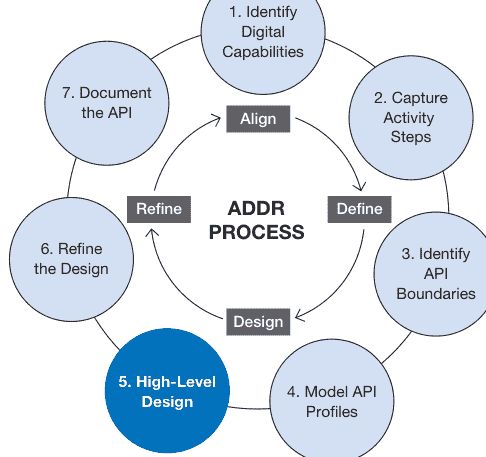 1. Identify
Digital
Capabilities
2. Capture
Activity
Steps
3. Identify
API
Boundaries
4. Model API
Profiles
5. High-Level
Design
6. Refine
the Design
7. Document
the API
Align
Define
Design
Refine
ADDR
PROCESS